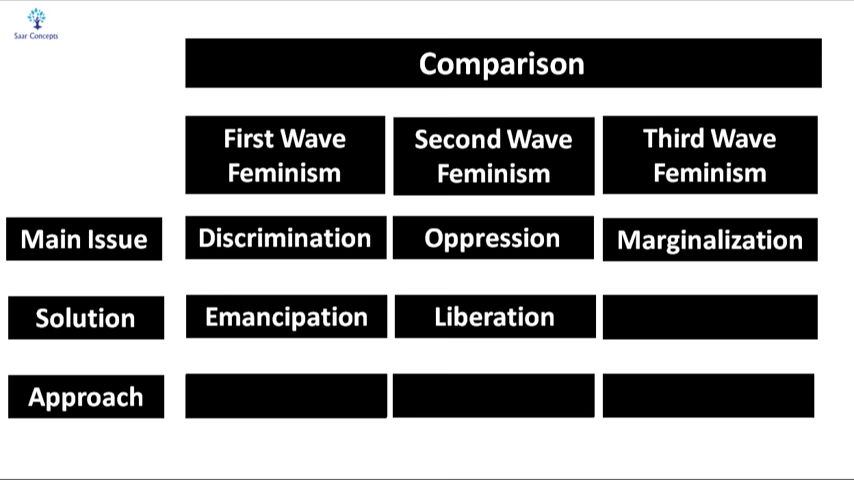 Saar Concepts
Comparison
First Wave
Feminism
Second Wave
Feminism
Third Wave
Feminism
Main Issue
Discrimination
Oppression
Marginalization
Solution
Emancipation
Liberation
Approach